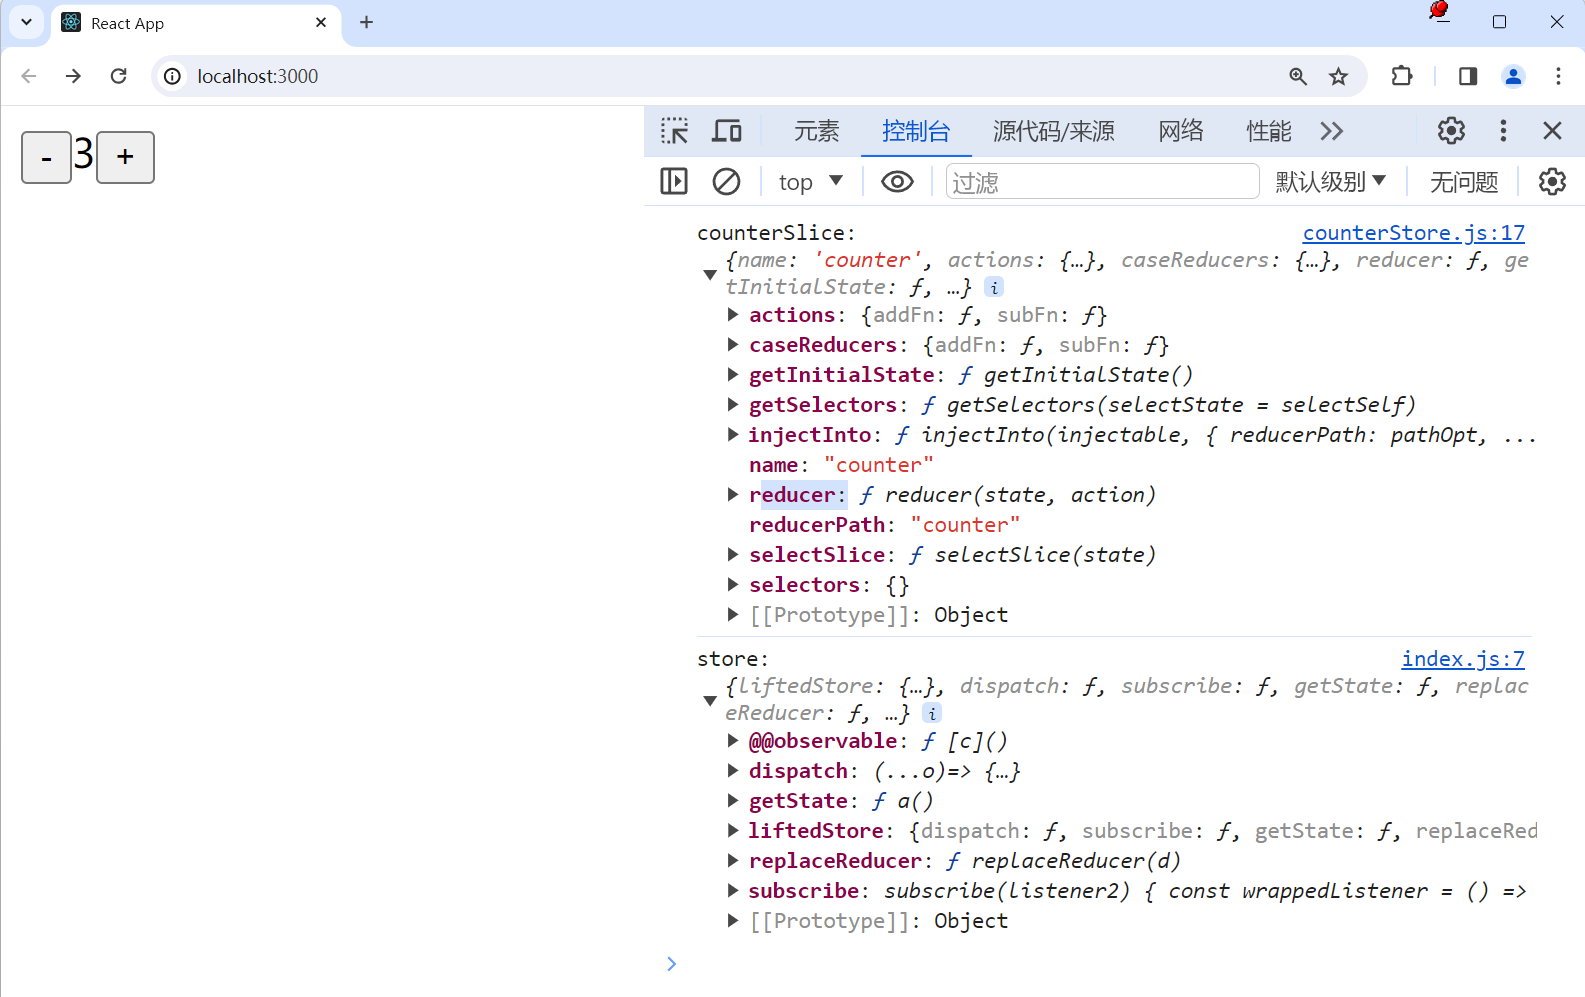 React App
localhost:3000
- 3 +
元素 控制台 源代码/来源 网络 性能
top 过滤 默认级别 无问题
counterSlice: counterStore.js:17
{name: 'counter', actions: {…}, caseReducers: {…}, reducer: ƒ, ge
tInitialState: ƒ, …} i
actions: {addFn: ƒ, subFn: ƒ}
caseReducers: {addFn: ƒ, subFn: ƒ}
getInitialState: ƒ getInitialState()
getSelectors: ƒ getSelectors(selectState = selectSelf)
injectInto: ƒ injectInto(injectable, { reducerPath: pathOpt, ...
name: "counter"
reducer: ƒ reducer(state, action)
reducerPath: "counter"
selectSlice: ƒ selectSlice(state)
selectors: {}
[[Prototype]]: Object
store: index.js:7
{liftedStore: {…}, dispatch: ƒ, subscribe: ƒ, getState: ƒ, replac
eReducer: ƒ, …} i
@@observable: ƒ [c]()
dispatch: (...o)=> {…}
getState: ƒ a()
liftedStore: {dispatch: ƒ, subscribe: ƒ, getState: ƒ, replaceRed
replaceReducer: ƒ replaceReducer(d)
subscribe: subscribe(listener2) { const wrappedListener = () =>
[[Prototype]]: Object